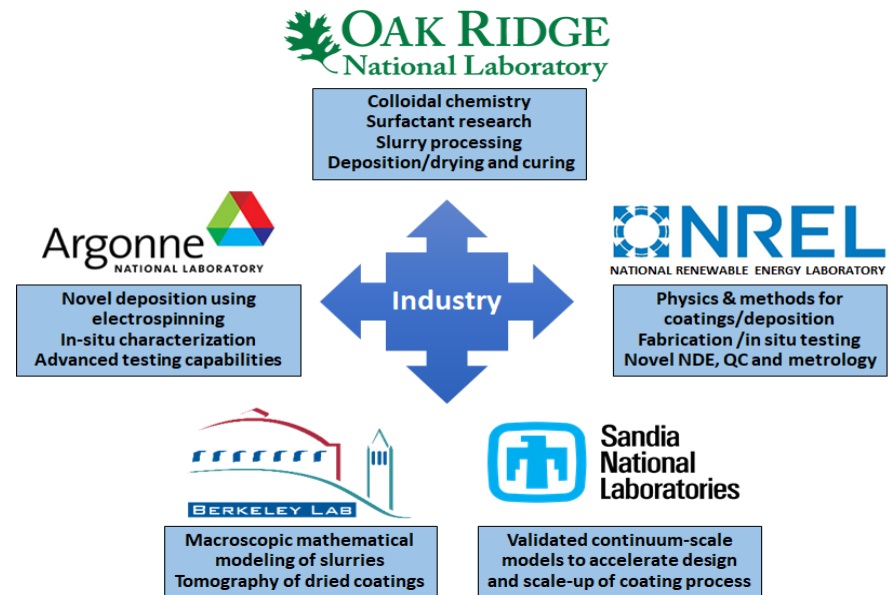 OAK RIDGE
National Laboratory
Colloidal chemistry
Surfactant research
Slurry processing
Deposition/drying and curing
Argonne
NATIONAL LABORATORY
Novel deposition using
electrospinning
In-situ characterization
Advanced testing capabilities
Industry
NREL
NATIONAL RENEWABLE ENERGY LABORATORY
Physics & methods for
coatings/deposition
Fabrication /in situ testing
Novel NDE, QC and metrology
BERKELEY LAB
Macroscopic mathematical
modeling of slurries
Tomography of dried coatings
Sandia
National
Laboratories
Validated continuum-scale
models to accelerate design
and scale-up of coating process